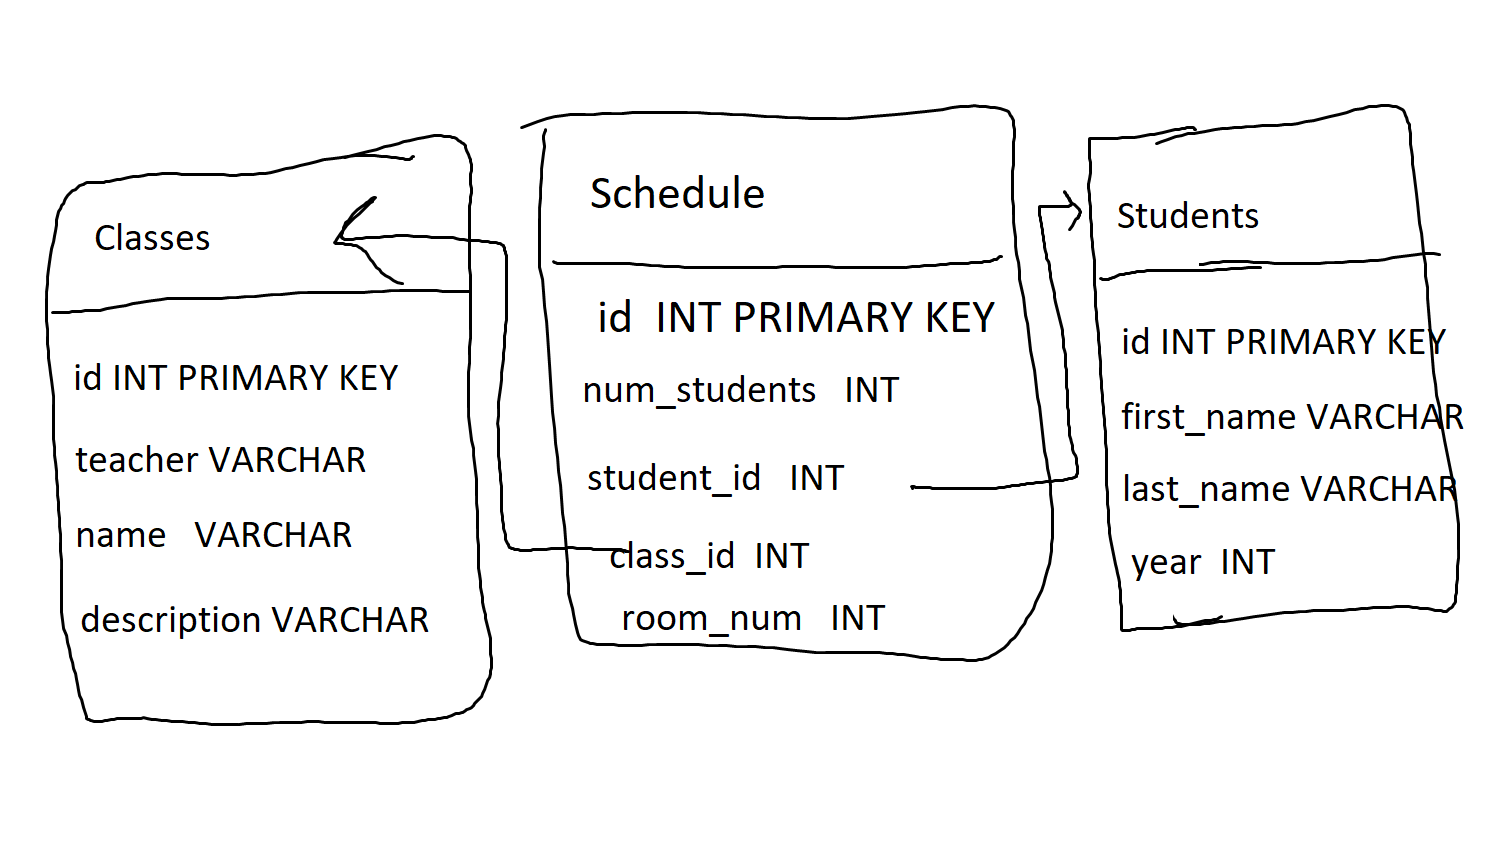 Classes
id INT PRIMARY KEY
teacher VARCHAR
name VARCHAR
description VARCHAR
Schedule
id INT PRIMARY KEY
num_students INT
student_id INT
class_id INT
room_num INT
Students
id INT PRIMARY KEY
first_name VARCHAR
last_name VARCHAR
year INT